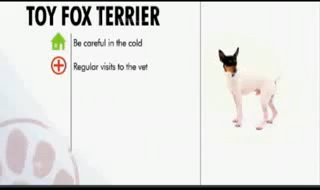 TOY FOX TERRIER
Be careful in the cold
Regular visits to the vet